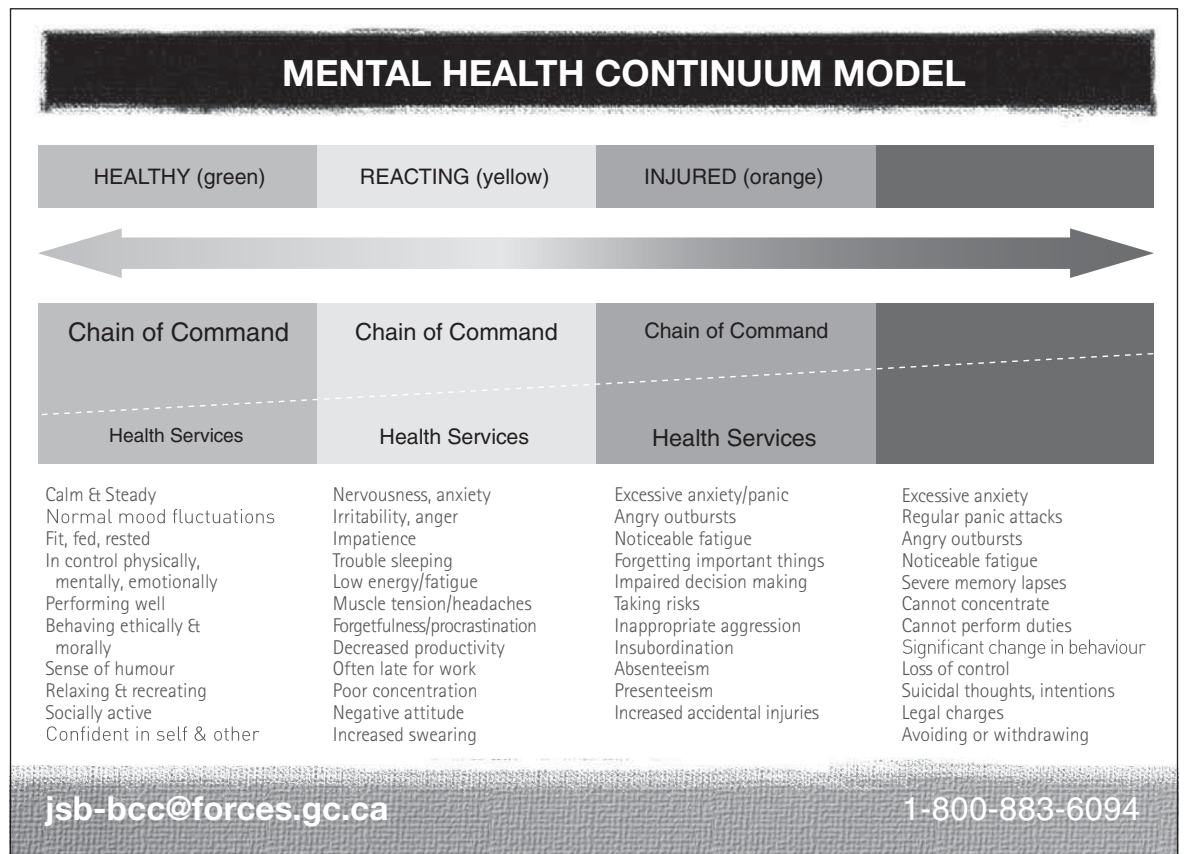 MENTAL HEALTH CONTINUUM MODEL
HEALTHY (green)
REACTING (yellow)
INJURED (orange)
Chain of Command
Chain of Command
Chain of Command
Health Services
Health Services
Health Services
Calm & Steady
Normal mood fluctuations
Fit, fed, rested
In control physically,
mentally, emotionally
Performing well
Behaving ethically &
morally
Sense of humour
Relaxing & recreating
Socially active
Confident in self & other
Nervousness, anxiety
Irritability, anger
Impatience
Trouble sleeping
Low energy/fatigue
Muscle tension/headaches
Forgetfulness/procrastination
Decreased productivity
Often late for work
Poor concentration
Negative attitude
Increased swearing
Excessive anxiety/panic
Angry outbursts
Noticeable fatigue
Forgetting important things
Impaired decision making
Taking risks
Inappropriate aggression
Insubordination
Absenteeism
Presenteeism
Increased accidental injuries
Excessive anxiety
Regular panic attacks
Angry outbursts
Noticeable fatigue
Severe memory lapses
Cannot concentrate
Cannot perform duties
Significant change in behaviour
Loss of control
Suicidal thoughts, intentions
Legal charges
Avoiding or withdrawing
jsb-bcc@forces.gc.ca
1-800-883-6094